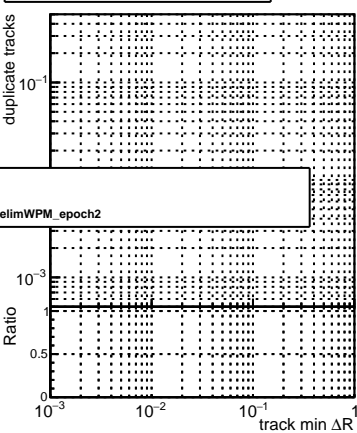 duplicate tracks
10⁻¹
elimWPM_epoch2
10⁻³
Ratio
1
0.5
0
10⁻³ 10⁻² 10⁻¹ 1
track min ΔR